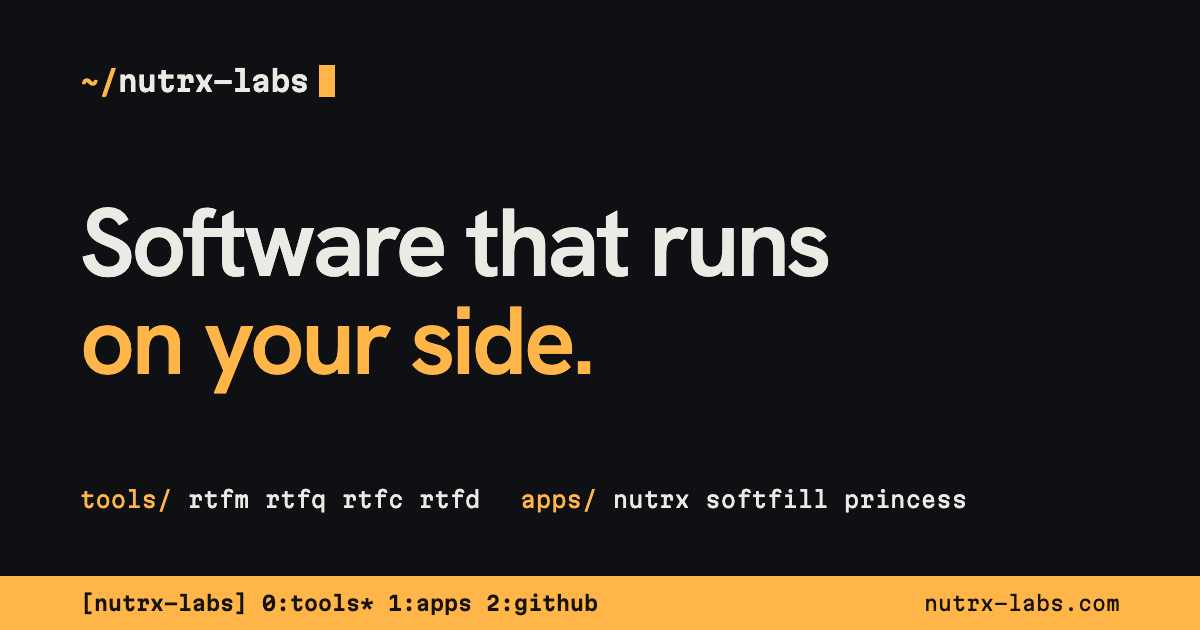 ~/nutrx-labs
Software that runs
on your side.
tools/ rtfm rtfq rtfc rtfd apps/ nutrx softfill princess
[nutrx-labs] 0:tools* 1:apps 2:github nutrx-labs.com